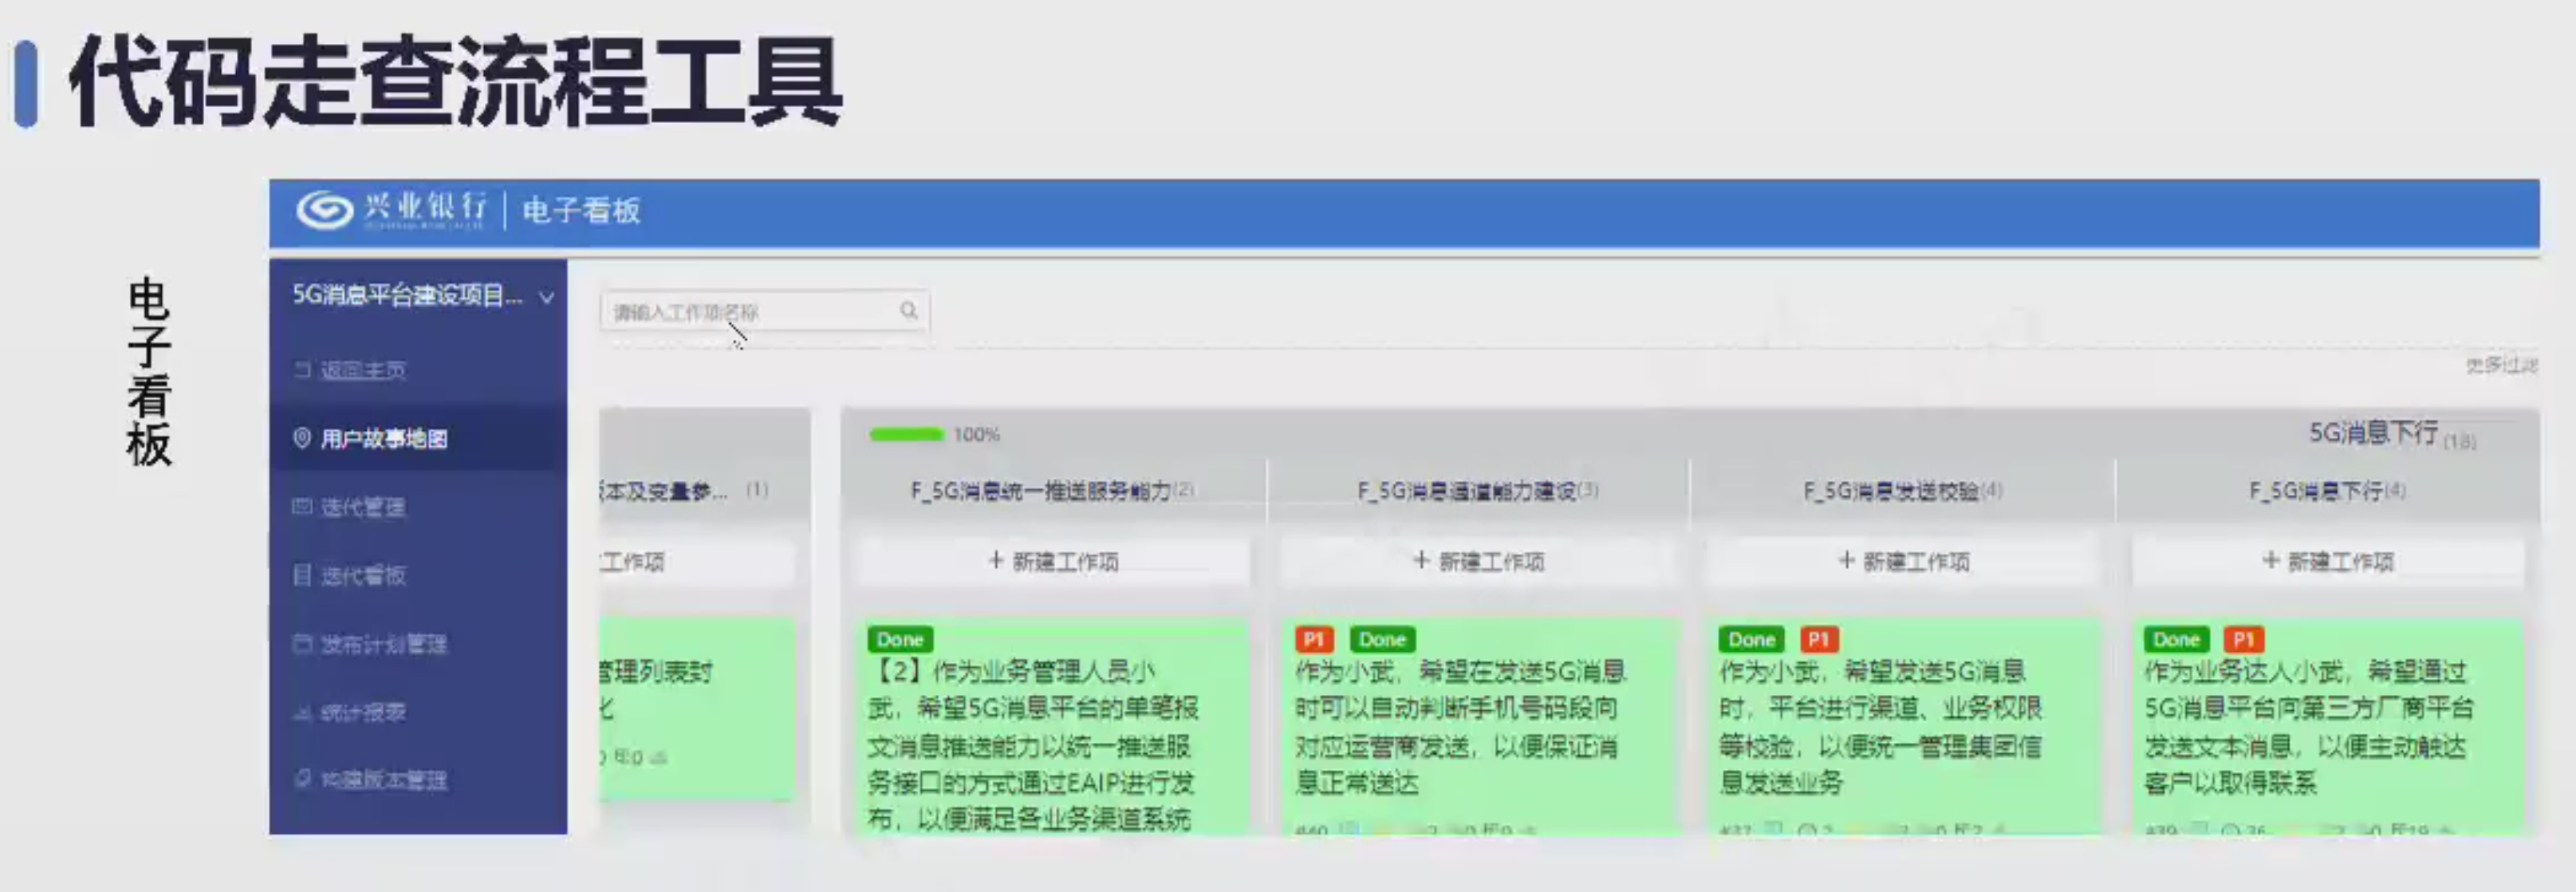 代码走查流程工具
电子看板
兴业银行 | 电子看板
5G消息平台建设项目...
返回主页
用户故事地图
迭代管理
迭代看板
发布计划管理
统计报表
构建版本管理
请输入工作项名称
更多过滤
100%
5G消息下行 (18)
本及变量参... (1)
F_5G消息统一推送服务能力(2)
F_5G消息通道能力建设(3)
F_5G消息发送校验(4)
F_5G消息下行(4)
工作项
+ 新建工作项
+ 新建工作项
+ 新建工作项
+ 新建工作项
管理列表封
化
Done
【2】作为业务管理人员小
武，希望5G消息平台的单笔报
文消息推送能力以统一推送服
务接口的方式通过EAIP进行发
布，以便满足各业务渠道系统
P1 Done
作为小武，希望在发送5G消息
时可以自动判断手机号码段向
对应运营商发送，以便保证消
息正常送达
Done P1
作为小武，希望发送5G消息
时，平台进行渠道、业务权限
等校验，以便统一管理集团信
息发送业务
Done P1
作为业务达人小武，希望通过
5G消息平台向第三方厂商平台
发送文本消息，以便主动触达
客户以取得联系